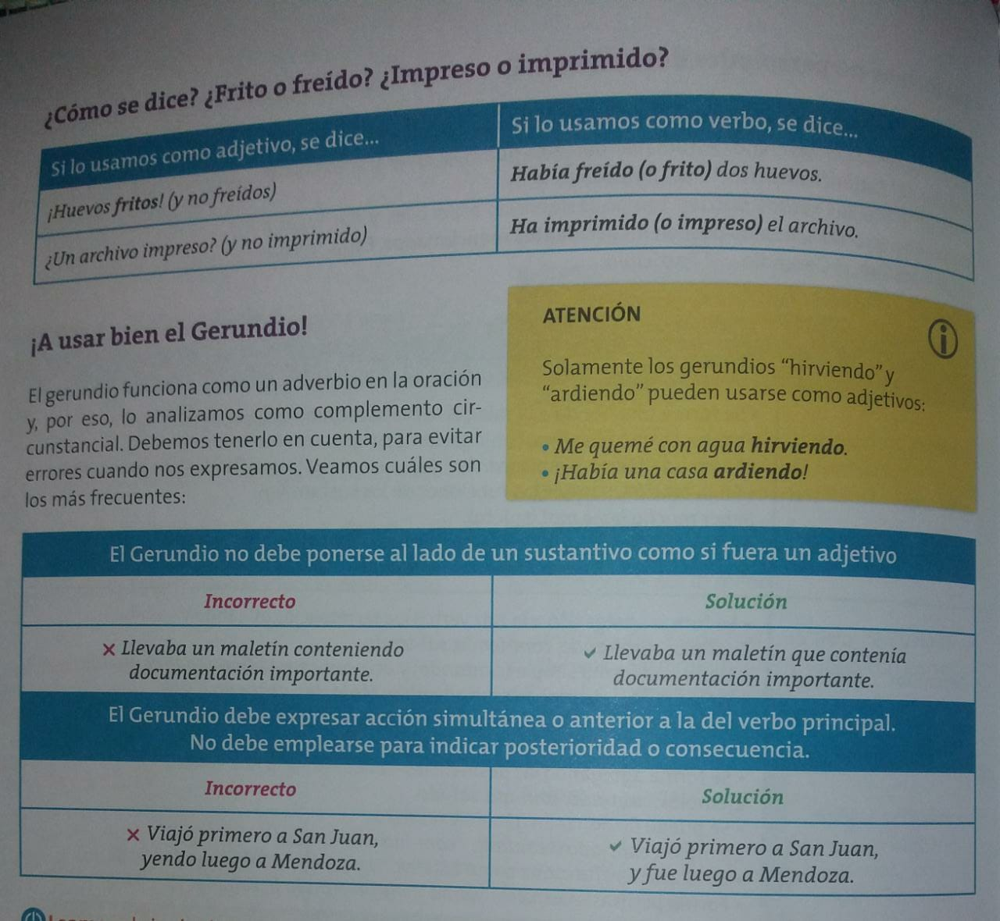 ¿Cómo se dice? ¿Frito o freído? ¿Impreso o imprimido?
Si lo usamos como adjetivo, se dice...
Si lo usamos como verbo, se dice...
¡Huevos fritos! (y no freídos)
Había freído (o frito) dos huevos.
¿Un archivo impreso? (y no imprimido)
Ha imprimido (o impreso) el archivo.
¡A usar bien el Gerundio!
El gerundio funciona como un adverbio en la oración
y, por eso, lo analizamos como complemento cir-
cunstancial. Debemos tenerlo en cuenta, para evitar
errores cuando nos expresamos. Veamos cuáles son
los más frecuentes:
ATENCIÓN
Solamente los gerundios “hirviendo” y
“ardiendo” pueden usarse como adjetivos:
• Me quemé con agua hirviendo.
• ¡Había una casa ardiendo!
El Gerundio no debe ponerse al lado de un sustantivo como si fuera un adjetivo
Incorrecto
Solución
× Llevaba un maletín conteniendo
documentación importante.
✓ Llevaba un maletín que contenía
documentación importante.
El Gerundio debe expresar acción simultánea o anterior a la del verbo principal.
No debe emplearse para indicar posterioridad o consecuencia.
Incorrecto
Solución
× Viajó primero a San Juan,
yendo luego a Mendoza.
✓ Viajó primero a San Juan,
y fue luego a Mendoza.